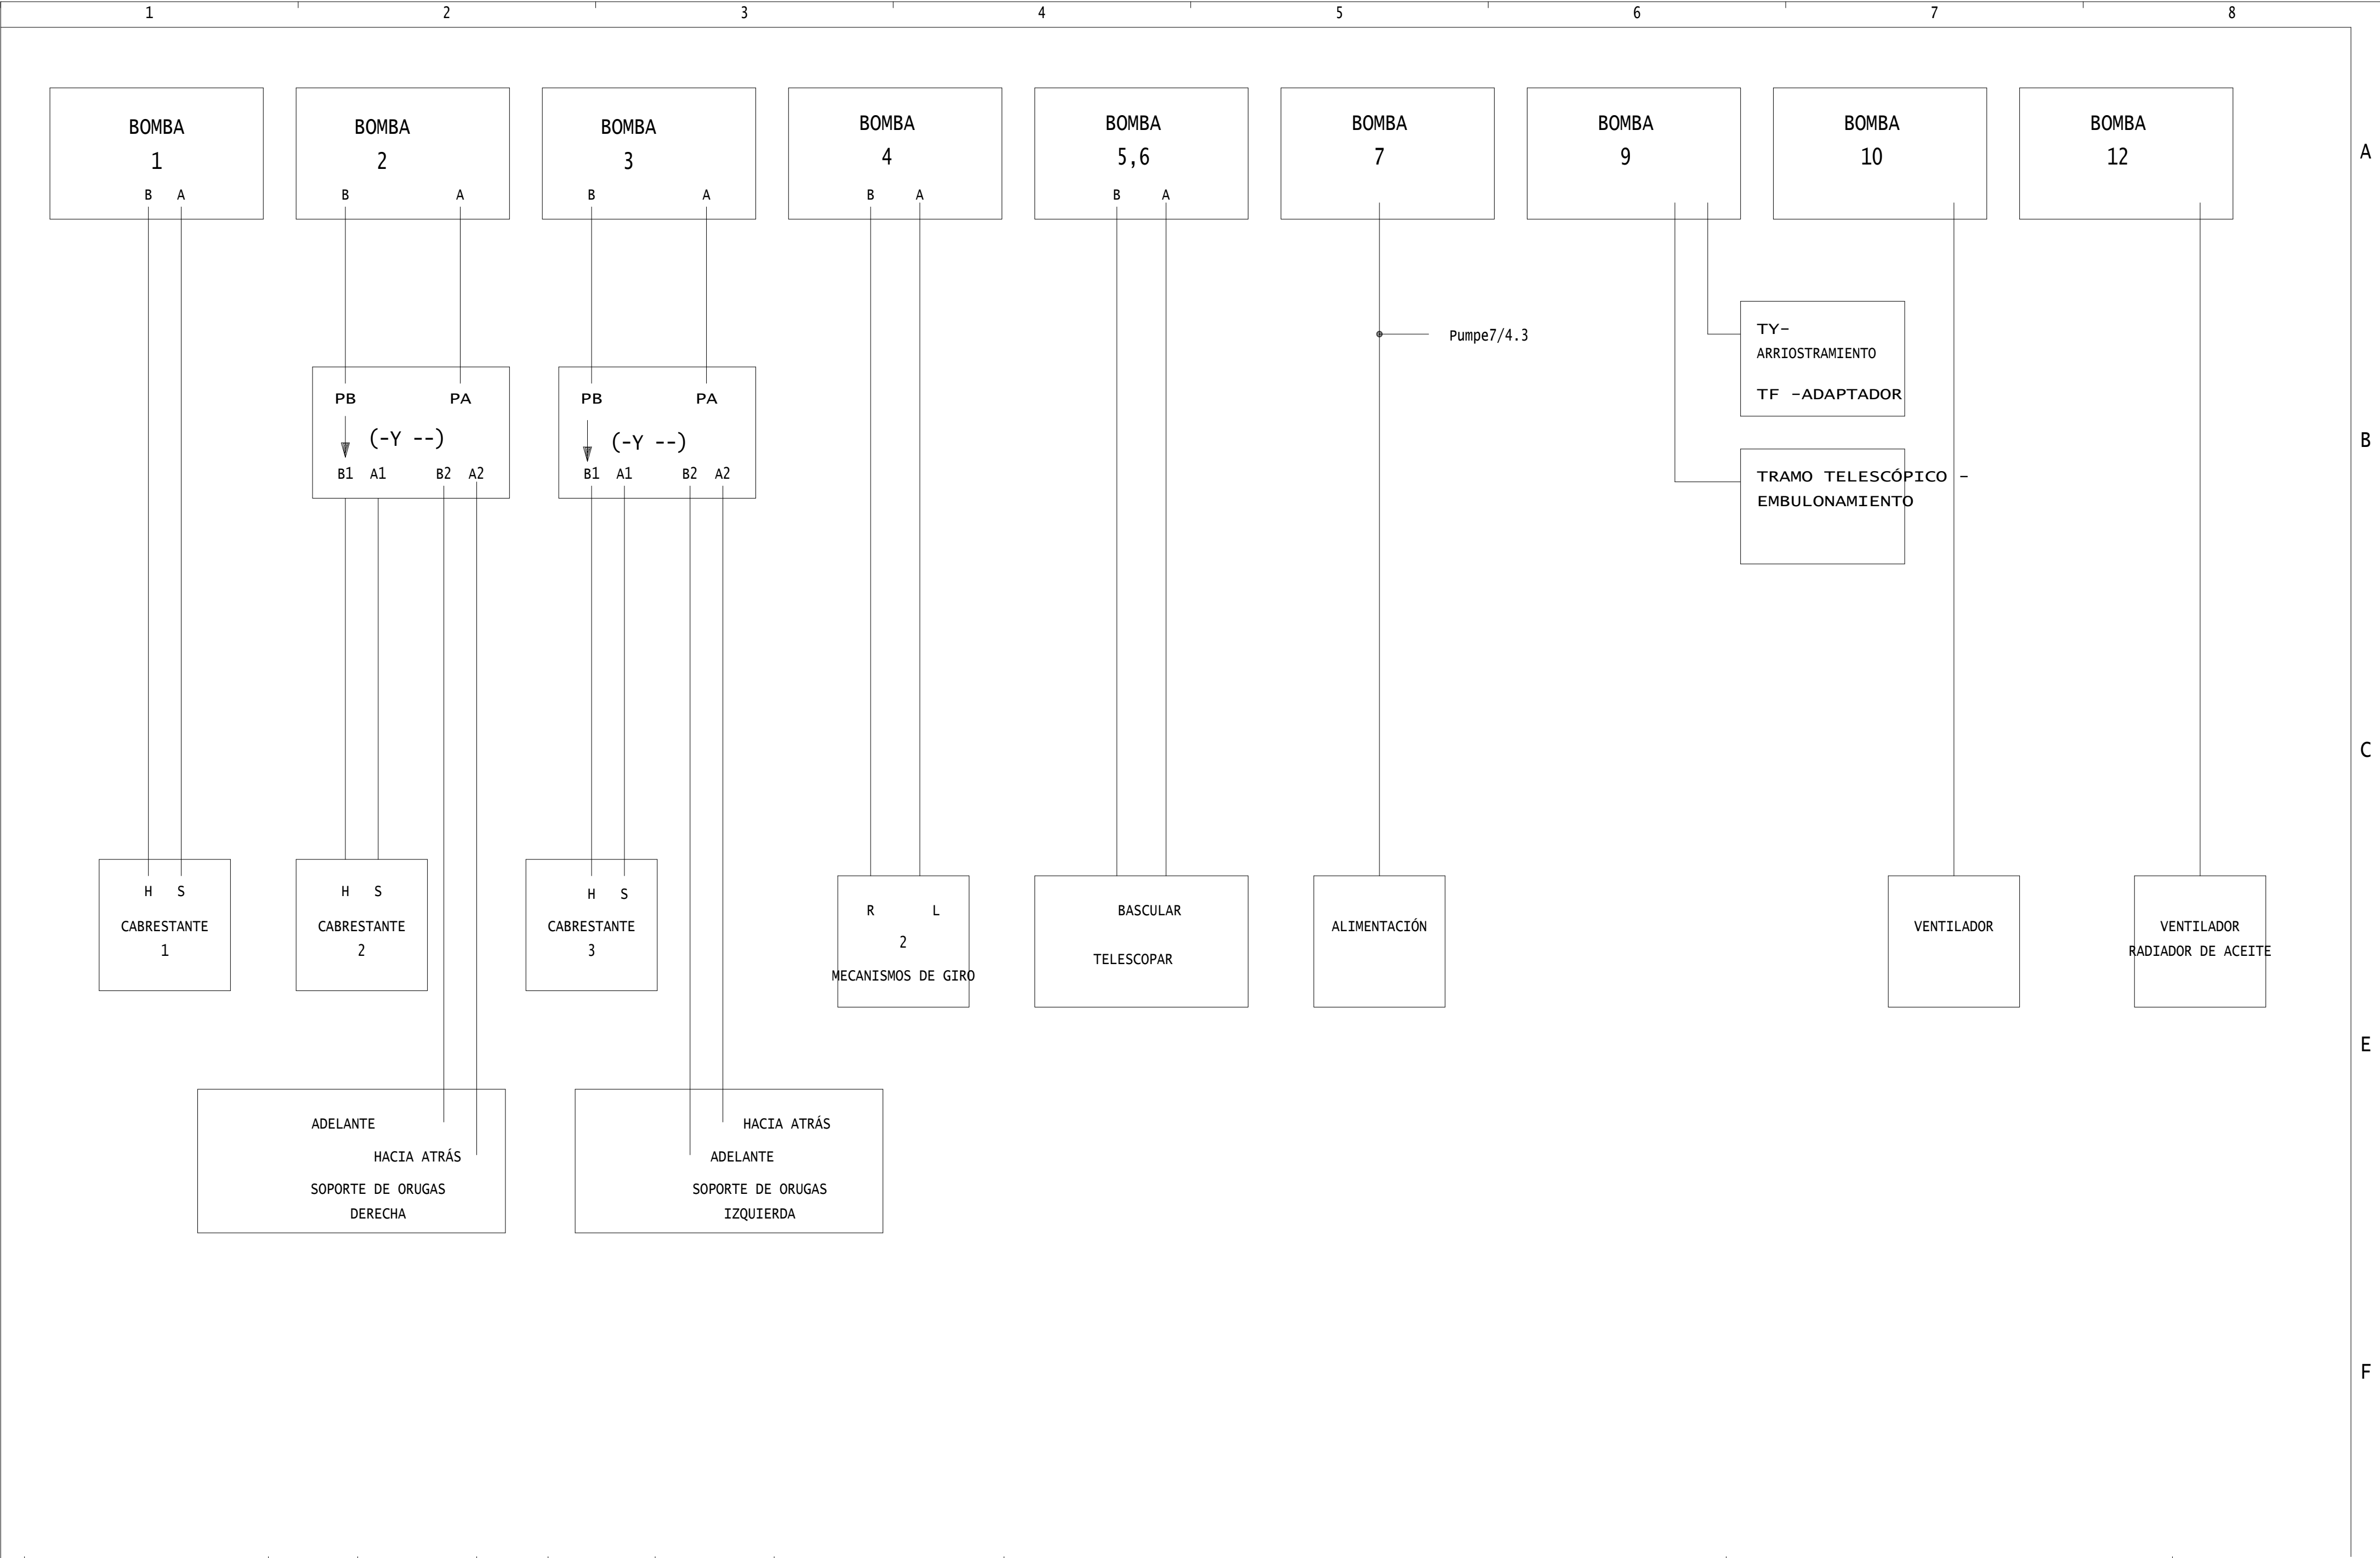 1 2 3 4 5 6 7 8
BOMBA
1
B A
BOMBA
2
B A
BOMBA
3
B A
BOMBA
4
B A
BOMBA
5,6
B A
BOMBA
7
BOMBA
9
BOMBA
10
BOMBA
12
A
Pumpe7/4.3
TY-
ARRIOSTRAMIENTO
TF -ADAPTADOR
PB PA
(-Y --)
B1 A1 B2 A2
PB PA
(-Y --)
B1 A1 B2 A2
TRAMO TELESCÓPICO -
EMBULONAMIENTO
B
C
H S
CABRESTANTE
1
H S
CABRESTANTE
2
H S
CABRESTANTE
3
R L
2
MECANISMOS DE GIRO
BASCULAR
TELESCOPAR
ALIMENTACIÓN
VENTILADOR
VENTILADOR
RADIADOR DE ACEITE
E
ADELANTE
HACIA ATRÁS
SOPORTE DE ORUGAS
DERECHA
HACIA ATRÁS
ADELANTE
SOPORTE DE ORUGAS
IZQUIERDA
F